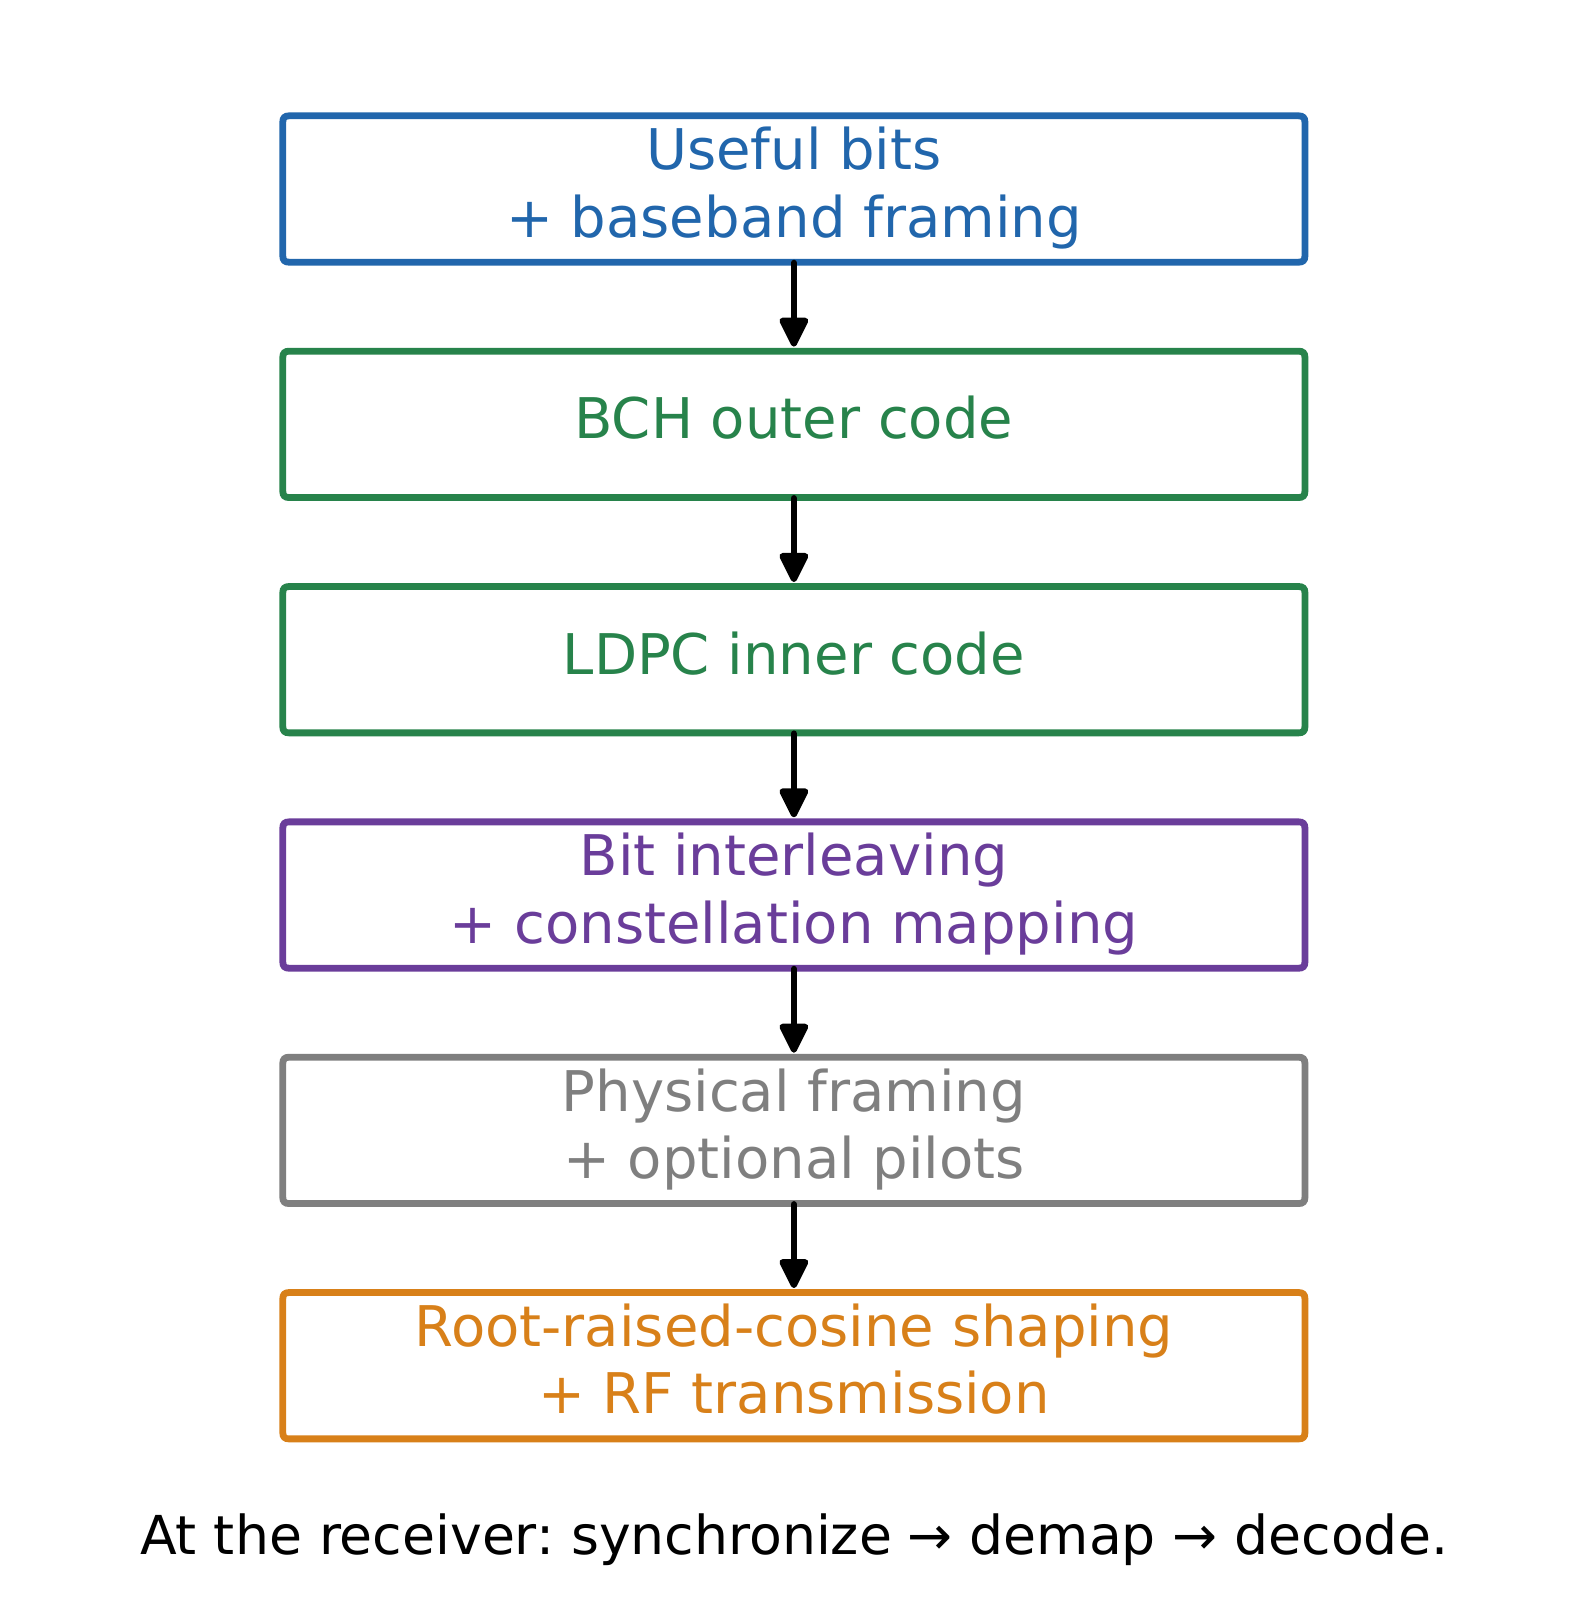 Useful bits
+ baseband framing
BCH outer code
LDPC inner code
Bit interleaving
+ constellation mapping
Physical framing
+ optional pilots
Root-raised-cosine shaping
+ RF transmission
At the receiver: synchronize → demap → decode.